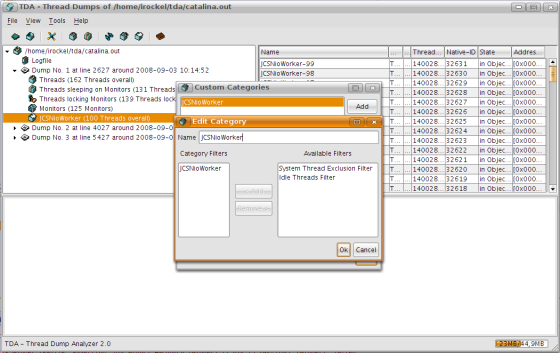 TDA - Thread Dumps of /home/irockel/tda/catalina.out
File View Tools Help
/home/irockel/tda/catalina.out
Logfile
Dump No. 1 at line 2627 around 2008-09-03 10:14:52
Threads (162 Threads overall)
Threads sleeping on Monitors (131 Threads
Threads locking Monitors (139 Threads loc
Monitors (125 Monitors)
JCSNioWorker (100 Threads overall)
Dump No. 2 at line 4027 around 2008-09-0
Dump No. 3 at line 5427 around 2008-09-0
Name ... ... Thread... Native-ID State Addres...
JCSNioWorker-99 T... ... 140028... 32631 in Objec... [0x000...
JCSNioWorker-98 T... ... 140028... 32630 in Objec... [0x000...
140028... 32629 in Objec... [0x000...
140028... 32628 in Objec... [0x000...
140028... 32627 in Objec... [0x000...
140028... 32626 in Objec... [0x000...
140028... 32625 in Objec... [0x000...
140028... 32624 in Objec... [0x000...
140028... 32623 in Objec... [0x000...
140028... 32622 in Objec... [0x000...
140028... 32621 in Objec... [0x000...
140028... 32620 in Objec... [0x000...
140028... 32619 in Objec... [0x000...
140028... 32618 in Objec... [0x000...
Custom Categories
JCSNioWorker
Add
Edit Category
Name JCSNioWorker
Category Filters Available Filters
JCSNioWorker
System Thread Exclusion Filter
Idle Threads Filter
Ok Cancel
TDA - Thread Dump Analyzer 2.0
23MB/44,9MB